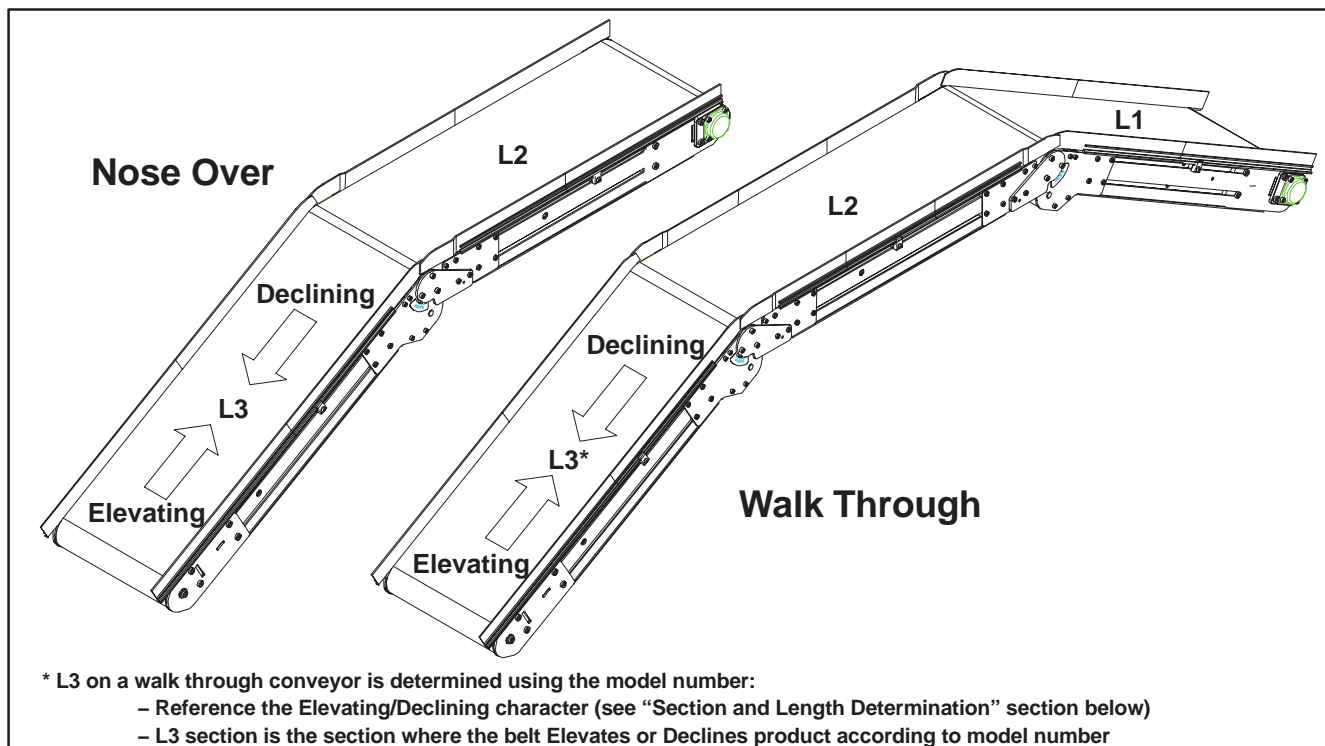 Nose Over
L2
Declining
L3
Elevating
L1
L2
Declining
L3*
Elevating
Walk Through
* L3 on a walk through conveyor is determined using the model number:
– Reference the Elevating/Declining character (see “Section and Length Determination” section below)
– L3 section is the section where the belt Elevates or Declines product according to model number